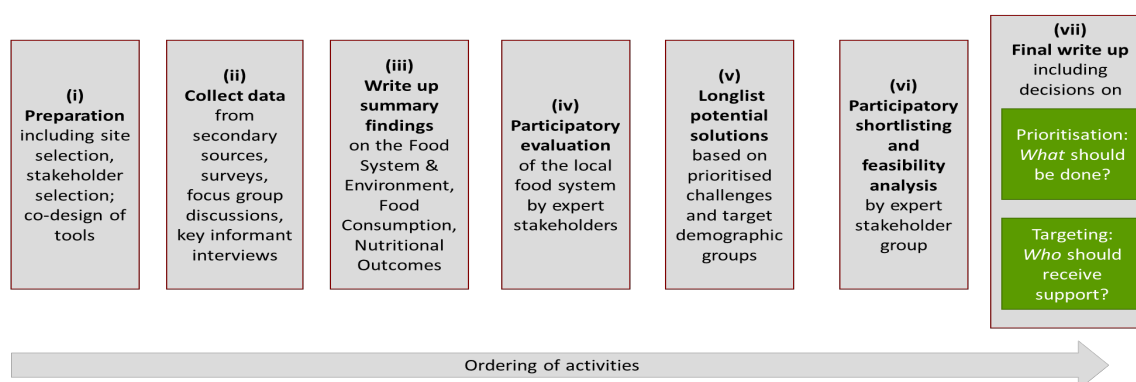 (i)
Preparation
including site
selection,
stakeholder
selection;
co-design of
tools
(ii)
Collect data
from
secondary
sources,
surveys,
focus group
discussions,
key informant
interviews
(iii)
Write up
summary
findings
on the Food
System &
Environment,
Food
Consumption,
Nutritional
Outcomes
(iv)
Participatory
evaluation
of the local
food system
by expert
stakeholders
(v)
Longlist
potential
solutions
based on
prioritised
challenges
and target
demographic
groups
(vi)
Participatory
shortlisting
and
feasibility
analysis
by expert
stakeholder
group
(vii)
Final write up
including
decisions on
Prioritisation:
What should
be done?
Targeting:
Who should
receive
support?
Ordering of activities